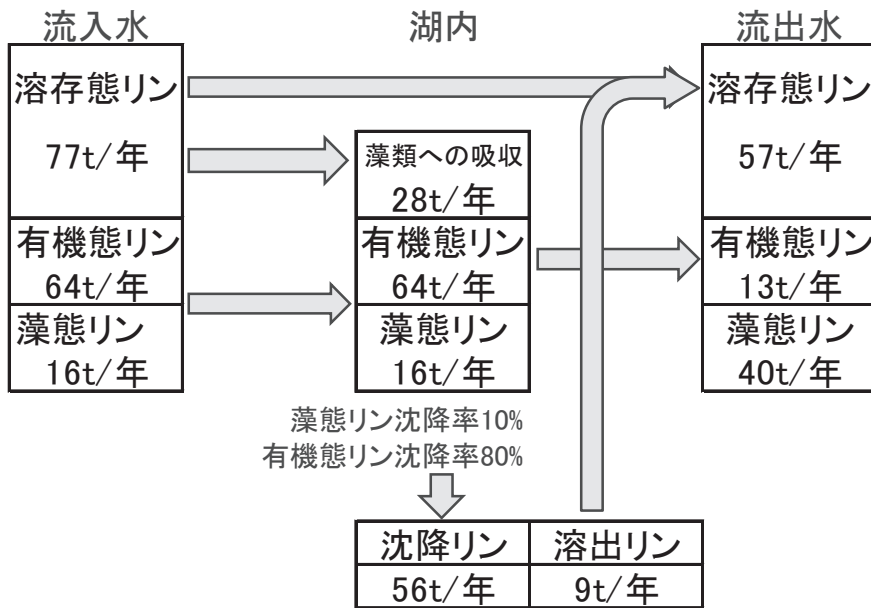 流入水
湖内
流出水
溶存態リン
77t/年
有機態リン
64t/年
藻態リン
16t/年
藻類への吸収
28t/年
有機態リン
64t/年
藻態リン
16t/年
溶存態リン
57t/年
有機態リン
13t/年
藻態リン
40t/年
藻態リン沈降率10%
有機態リン沈降率80%
沈降リン
56t/年
溶出リン
9t/年